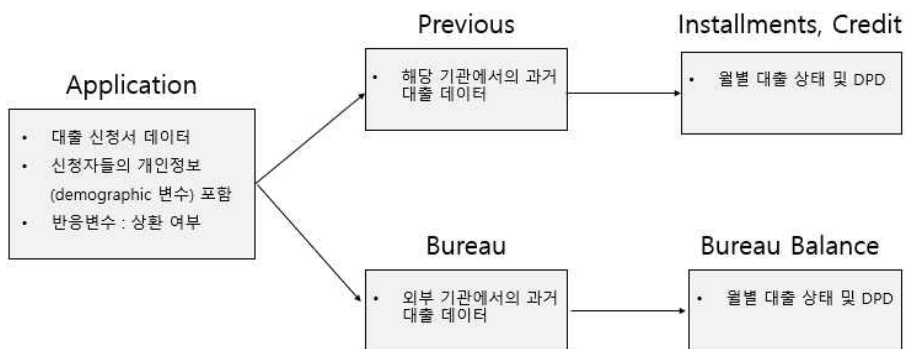 Application
• 대출 신청서 데이터
• 신청자들의 개인정보
(demographic 변수) 포함
• 반응변수 : 상환 여부
Previous
• 해당 기관에서의 과거
대출 데이터
Installments, Credit
• 월별 대출 상태 및 DPD
Bureau
• 외부 기관에서의 과거
대출 데이터
Bureau Balance
• 월별 대출 상태 및 DPD